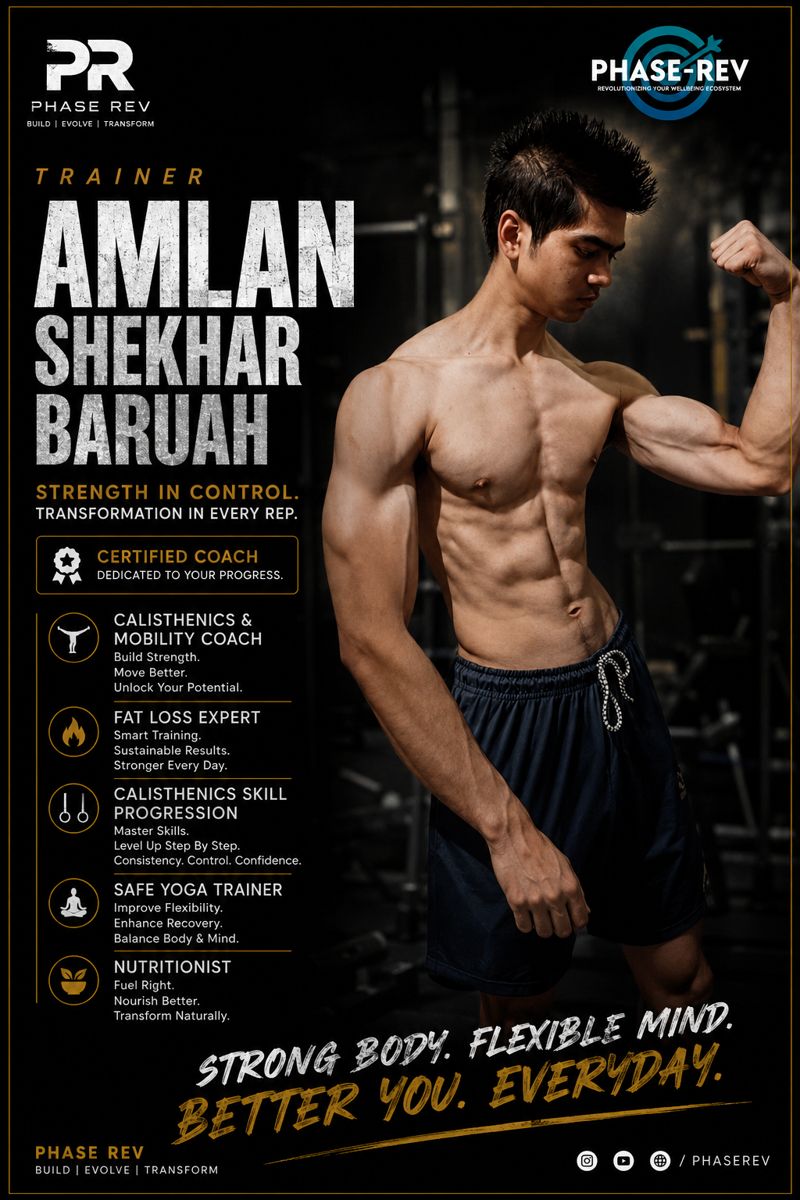 PR
PHASE REV
BUILD | EVOLVE | TRANSFORM
PHASE-REV
REVOLUTIONIZING YOUR WELLBEING ECOSYSTEM
TRAINER
AMLAN
SHEKHAR
BARUAH
STRENGTH IN CONTROL.
TRANSFORMATION IN EVERY REP.
CERTIFIED COACH
DEDICATED TO YOUR PROGRESS.
CALISTHENICS &
MOBILITY COACH
Build Strength.
Move Better.
Unlock Your Potential.
FAT LOSS EXPERT
Smart Training.
Sustainable Results.
Stronger Every Day.
CALISTHENICS SKILL
PROGRESSION
Master Skills.
Level Up Step By Step.
Consistency. Control. Confidence.
SAFE YOGA TRAINER
Improve Flexibility.
Enhance Recovery.
Balance Body & Mind.
NUTRITIONIST
Fuel Right.
Nourish Better.
Transform Naturally.
STRONG BODY. FLEXIBLE MIND.
BETTER YOU. EVERYDAY.
PHASE REV
BUILD | EVOLVE | TRANSFORM
/ PHASEREV